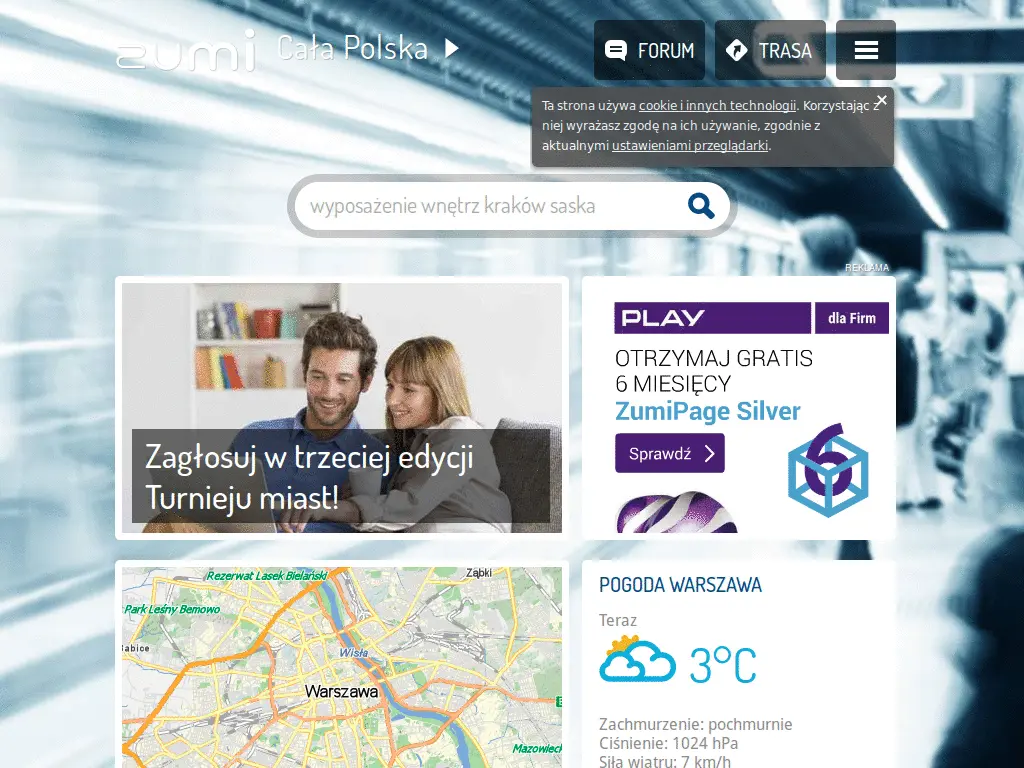 zumi
Cała Polska
FORUM
TRASA
Ta strona używa cookie i innych technologii. Korzystając z
niej wyrażasz zgodę na ich używanie, zgodnie z
aktualnymi ustawieniami przeglądarki.
wyposażenie wnętrz kraków saska
REKLAMA
Zagłosuj w trzeciej edycji
Turnieju miast!
PLAY
dla Firm
OTRZYMAJ GRATIS
6 MIESIĘCY
ZumiPage Silver
Sprawdź
6
Rezerwat Lasek Bielański
Ząbki
Park Leśny Bemowo
Babice
Wisła
Warszawa
Mazowiec
POGODA WARSZAWA
Teraz
3°C
Zachmurzenie: pochmurnie
Ciśnienie: 1024 hPa
Siła wiatru: 7 km/h